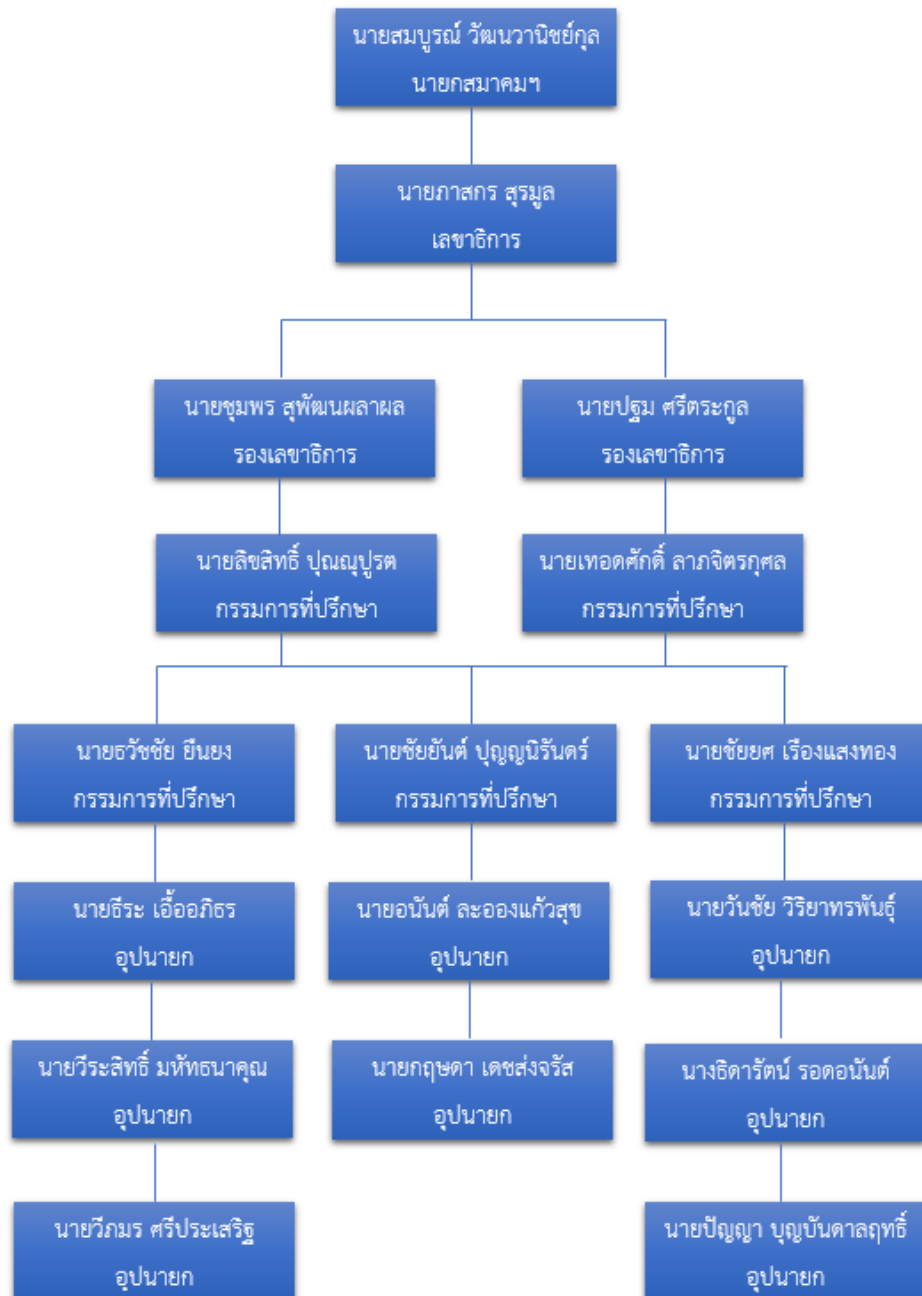 นายสมบูรณ์ วัฒนวานิชย์กุล
นายกสมาคมฯ
นายภาสกร สุรมูล
เลขาธิการ
นายชุมพร สุพัฒนผลาผล
รองเลขาธิการ
นายปฐม ศรีตระกูล
รองเลขาธิการ
นายลิขสิทธิ์ ปุณณุปูรต
กรรมการที่ปรึกษา
นายเทอดศักดิ์ ลาภจิตรกุศล
กรรมการที่ปรึกษา
นายธวัชชัย ยืนยง
กรรมการที่ปรึกษา
นายชัยยันต์ ปุญญนิรันดร์
กรรมการที่ปรึกษา
นายชัยยศ เรืองแสงทอง
กรรมการที่ปรึกษา
นายธีระ เอื้ออภิธร
อุปนายก
นายอนันต์ ละอองแก้วสุข
อุปนายก
นายวันชัย วิริยาทรพันธุ์
อุปนายก
นายวีระสิทธิ์ มหัทธนาคุณ
อุปนายก
นายกฤษดา เดชส่งจรัส
อุปนายก
นางธิดารัตน์ รอดอนันต์
อุปนายก
นายวีภมร ศรีประเสริฐ
อุปนายก
นายปัญญา บุญบันดาลฤทธิ์
อุปนายก